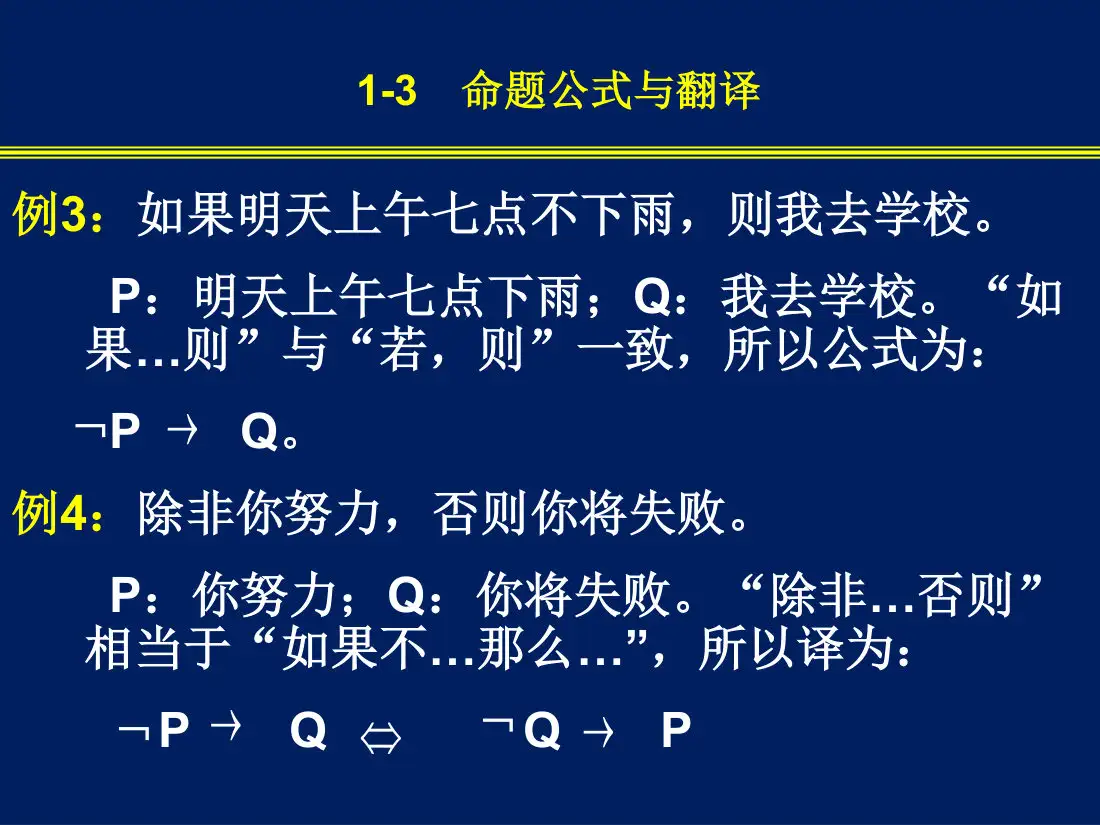 1-3 命题公式与翻译
例3：如果明天上午七点不下雨，则我去学校。
P：明天上午七点下雨；Q：我去学校。“如
果…则”与“若，则”一致，所以公式为：
¬P → Q。
例4：除非你努力，否则你将失败。
P：你努力；Q：你将失败。“除非…否则”
相当于“如果不…那么…”，所以译为：
¬P → Q ⇔ ¬Q → P